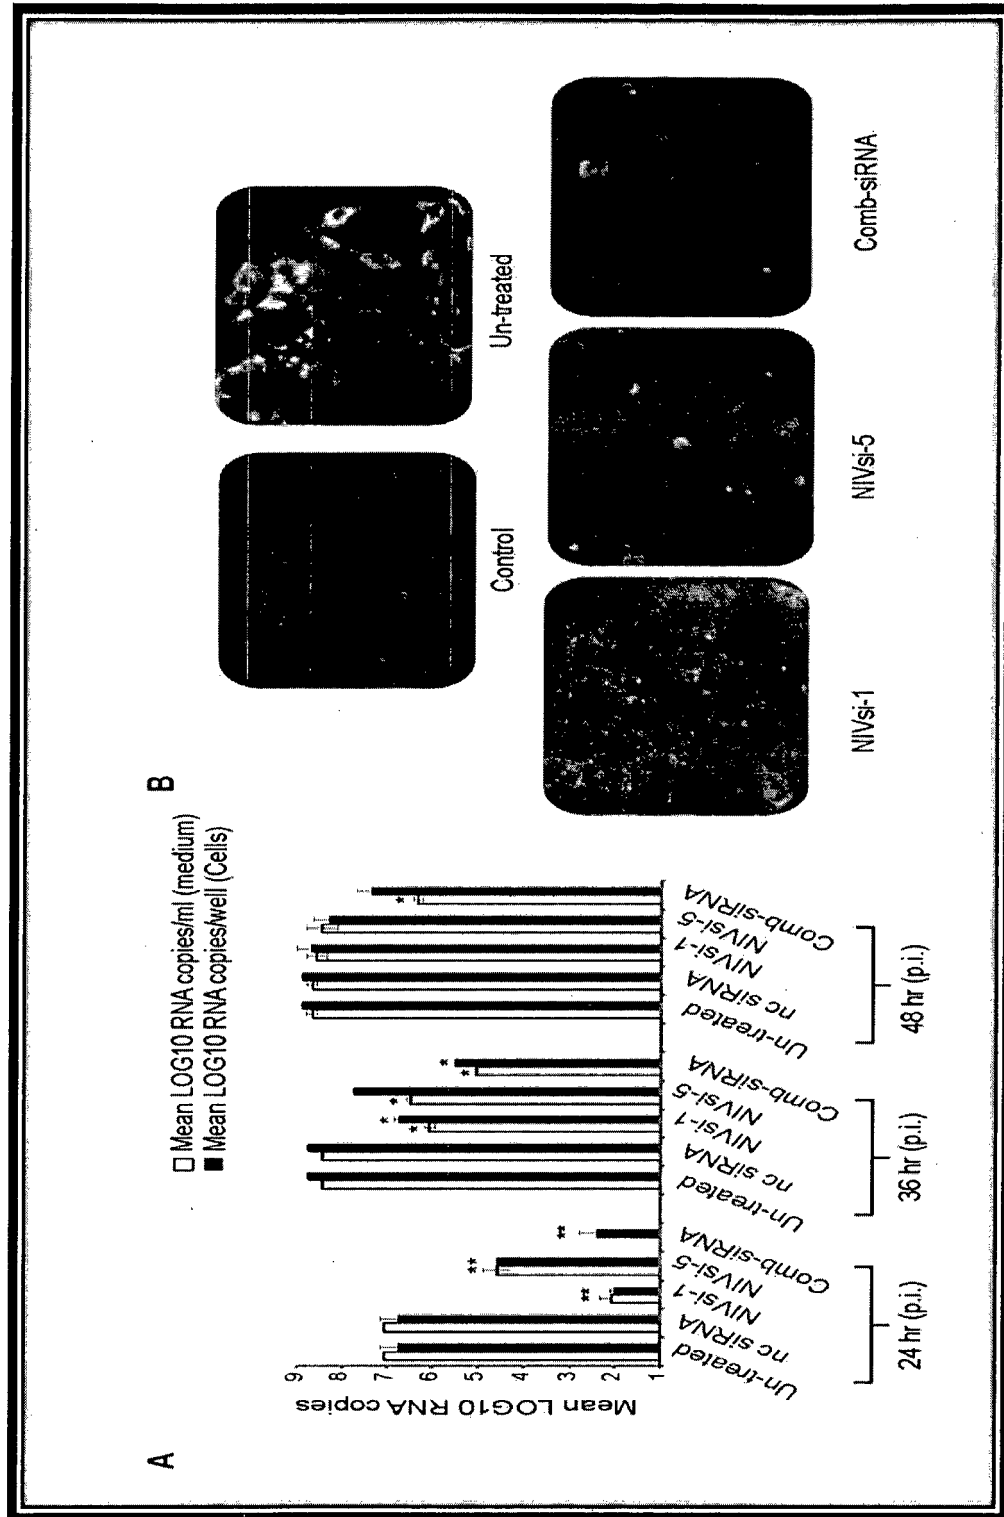 A
Mean LOG10 RNA copies/ml (medium)
Mean LOG10 RNA copies/well (Cells)
Mean LOG10 RNA copies
9
8
7
6
5
4
3
2
1
** ** **
* * * * *
*
Un-treated
nc siRNA
NIVsi-1
NIVsi-5
Comb-siRNA
Un-treated
nc siRNA
NIVsi-1
NIVsi-5
Comb-siRNA
Un-treated
nc siRNA
NIVsi-1
NIVsi-5
Comb-siRNA
24 hr (p.i.)
36 hr (p.i.)
48 hr (p.i.)
B
Control
Un-treated
NIVsi-1
NIVsi-5
Comb-siRNA